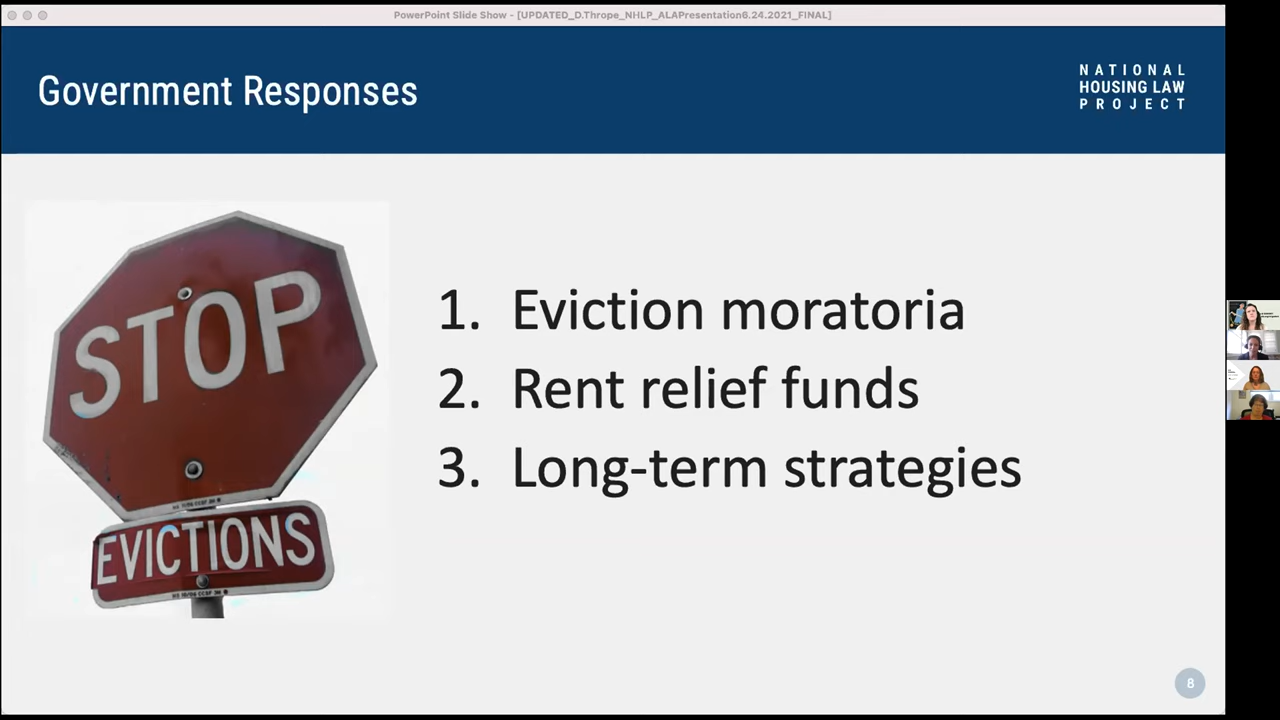 PowerPoint Slide Show - [UPDATED_D.Thrope_NHLP_ALAPresentation6.24.2021_FINAL]
Government Responses
NATIONAL
HOUSING LAW
PROJECT
STOP
EVICTIONS
1. Eviction moratoria
2. Rent relief funds
3. Long-term strategies
8